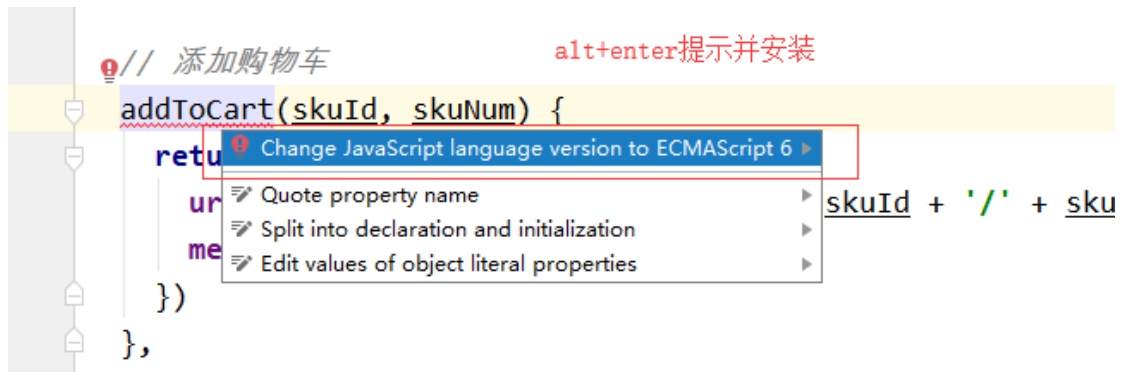 // 添加购物车
alt+enter提示并安装
addToCart(skuId, skuNum) {
retu
Change JavaScript language version to ECMAScript 6
ur
Quote property name
skuId + '/' + sku
Split into declaration and initialization
me
Edit values of object literal properties
})
},